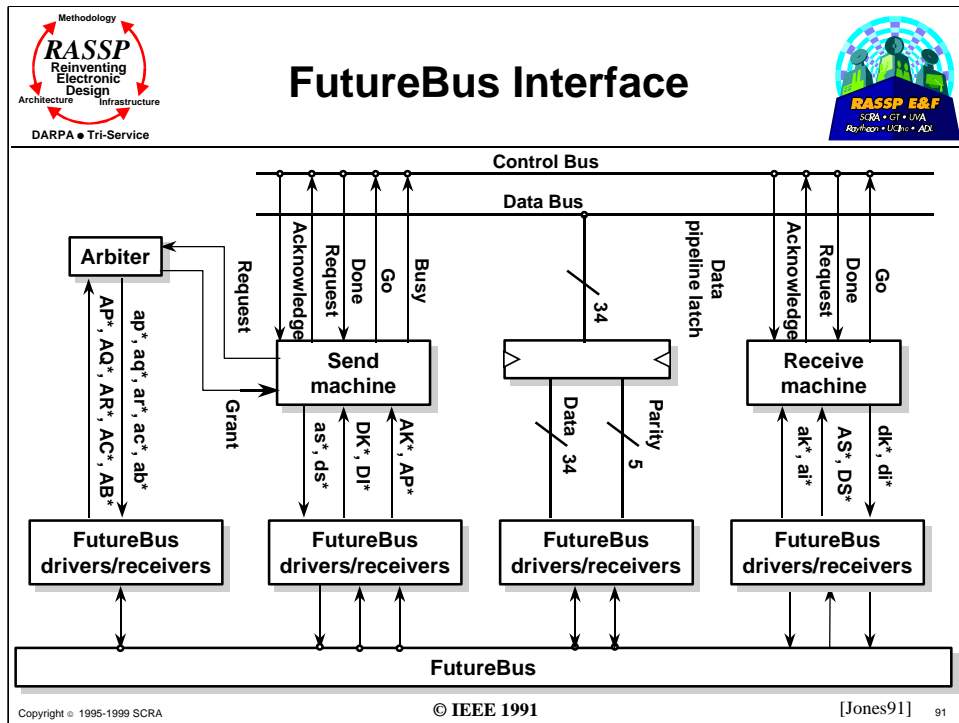 Methodology
RASSP
Reinventing
Electronic
Design
Architecture
Infrastructure
DARPA ● Tri-Service
FutureBus Interface
RASSP E&F
SCRA • GT • UVA
Raytheon • UCinc • ADL
Control Bus
Data Bus
Arbiter
Request
Grant
Acknowledge
Request
Done
Go
Busy
34
Data
pipeline latch
Acknowledge
Request
Done
Go
Send
machine
Receive
machine
AP*, AQ*, AR*, AC*, AB*
ap*, aq*, ar*, ac*, ab*
as*, ds*
DK*, DI*
AK*, AP*
Data
34
Parity
5
ak*, ai*
AS*, DS*
dk*, di*
FutureBus
drivers/receivers
FutureBus
drivers/receivers
FutureBus
drivers/receivers
FutureBus
drivers/receivers
FutureBus
Copyright © 1995-1999 SCRA
© IEEE 1991
[Jones91]
91